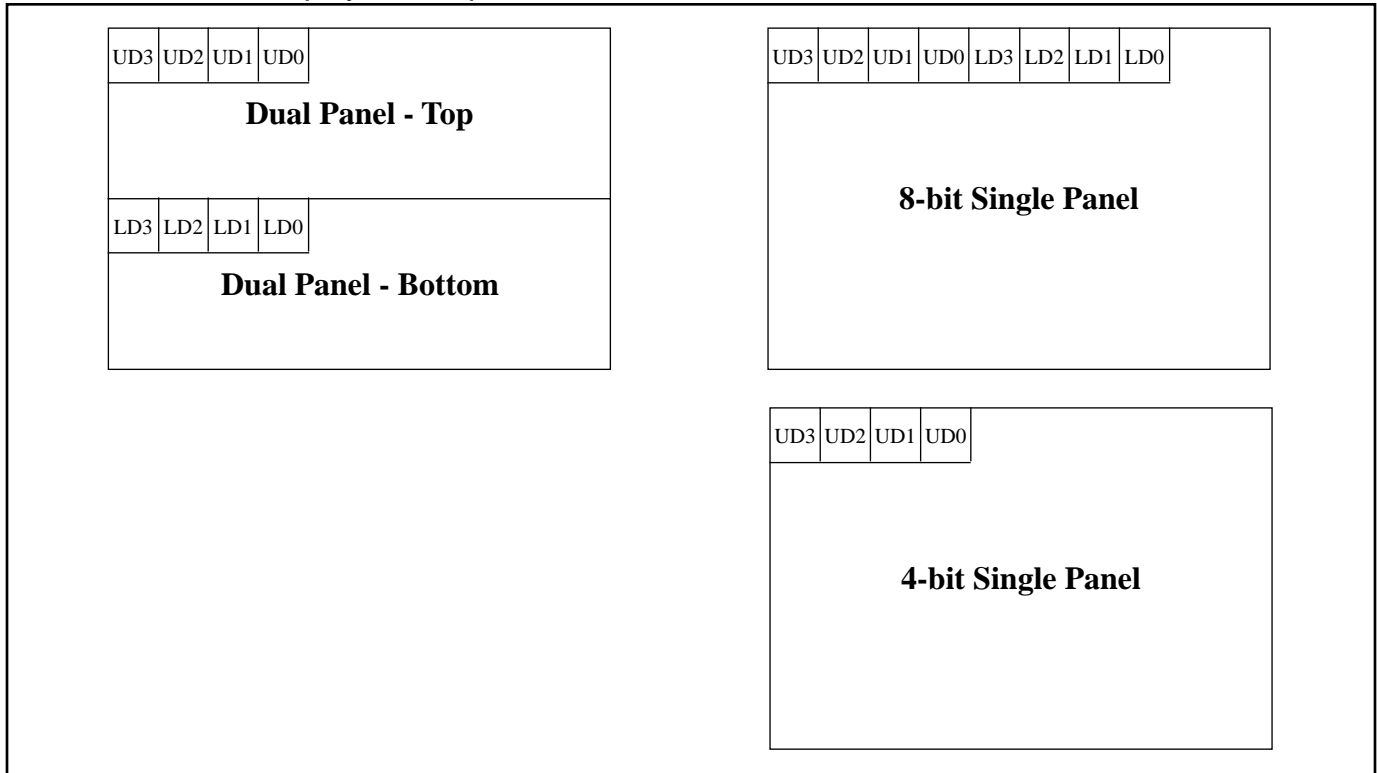 UD3 UD2 UD1 UD0
Dual Panel - Top
LD3 LD2 LD1 LD0
Dual Panel - Bottom
UD3 UD2 UD1 UD0 LD3 LD2 LD1 LD0
8-bit Single Panel
UD3 UD2 UD1 UD0
4-bit Single Panel